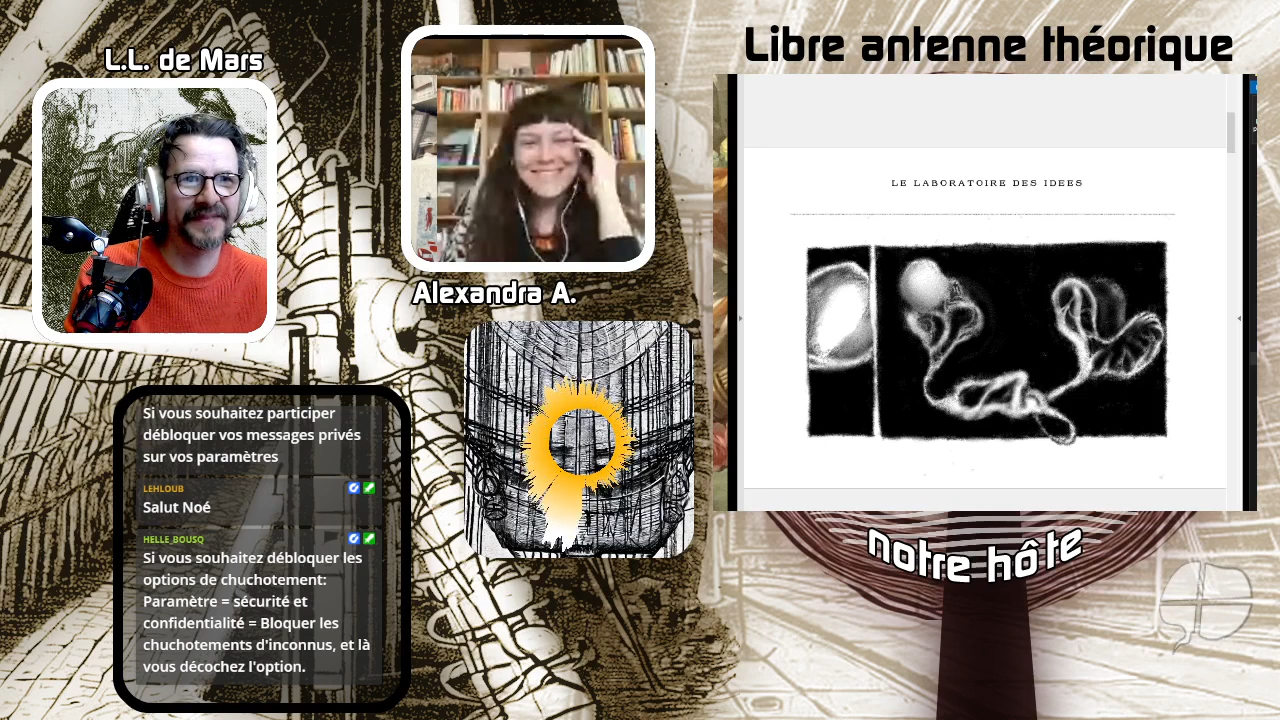 L.L. de Mars
Libre antenne théorique
LE LABORATOIRE DES IDEES
Alexandra A.
Si vous souhaitez participer
débloquer vos messages privés
sur vos paramètres
LEHLOUB
Salut Noé
HELLE_BOUSQ
Si vous souhaitez débloquer les
options de chuchotement:
Paramètre = sécurité et
confidentialité = Bloquer les
chuchotements d'inconnus, et là
vous décochez l'option.
notre hôte